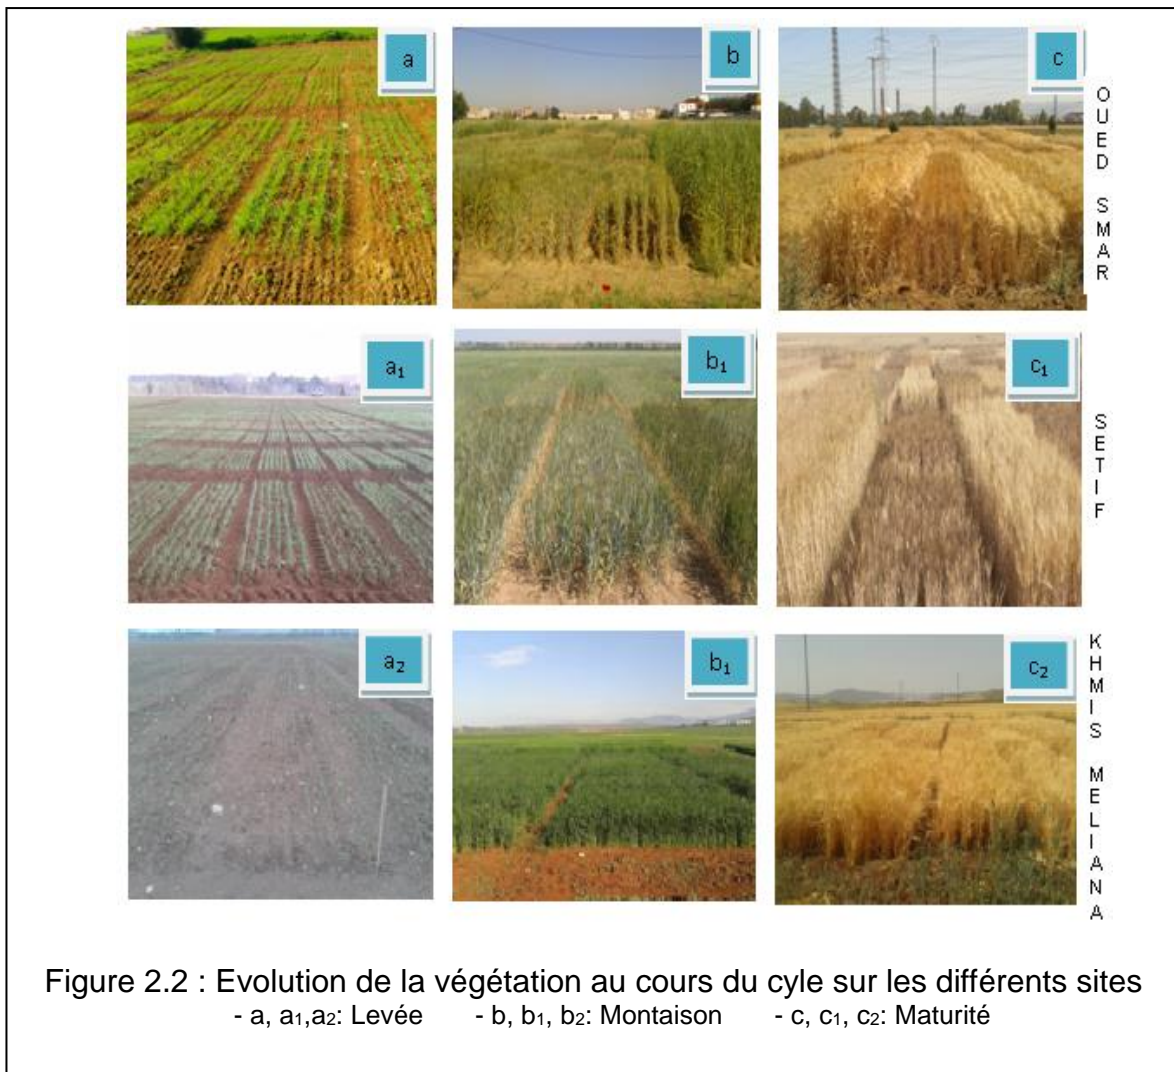 a
b
c
OUED SMAR
a₁
b₁
c₁
SETIF
a₂
b₁
c₂
KHMIS MELIANA
Figure 2.2 : Evolution de la végétation au cours du cyle sur les différents sites
- a, a₁,a₂: Levée - b, b₁, b₂: Montaison - c, c₁, c₂: Maturité